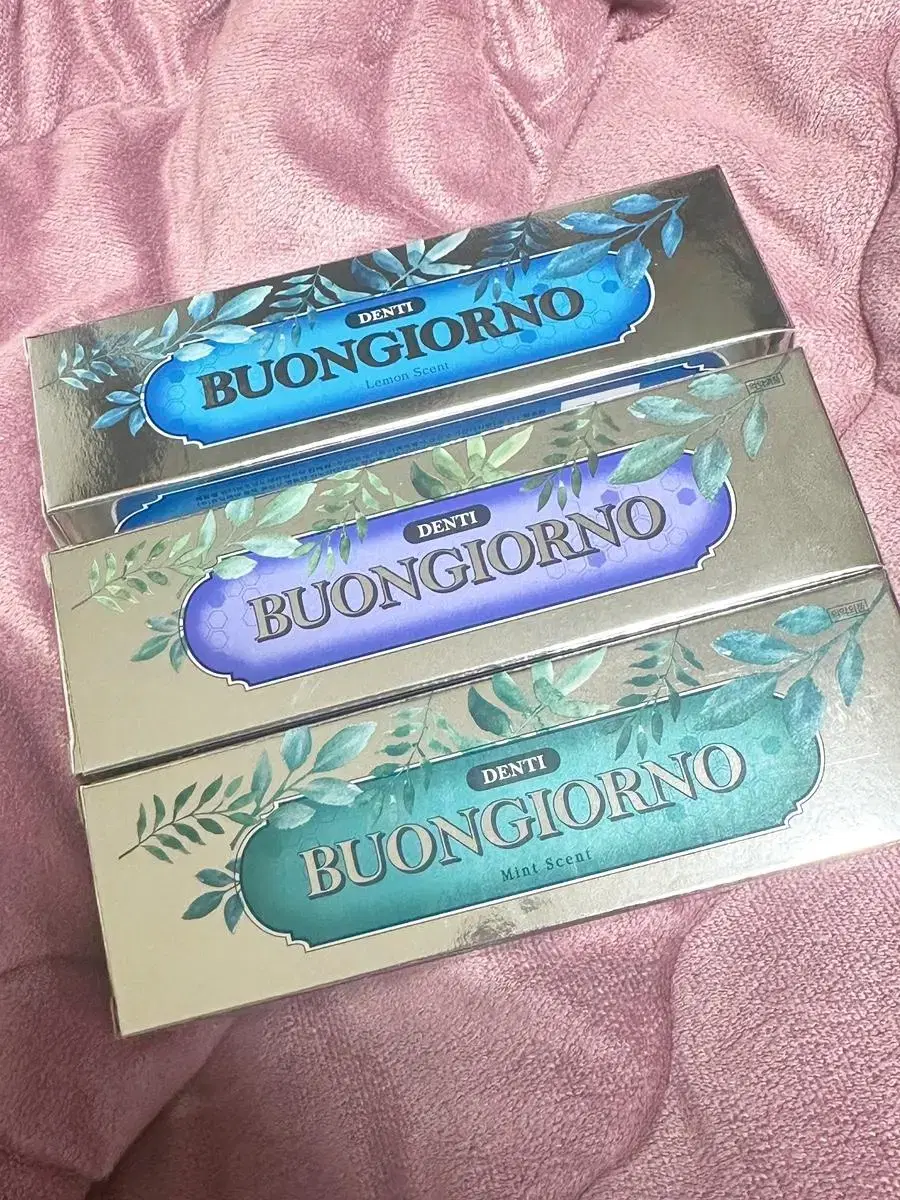 DENTI
BUONGIORNO
Lemon Scent
DENTI
BUONGIORNO
DENTI
BUONGIORNO
Mint Scent